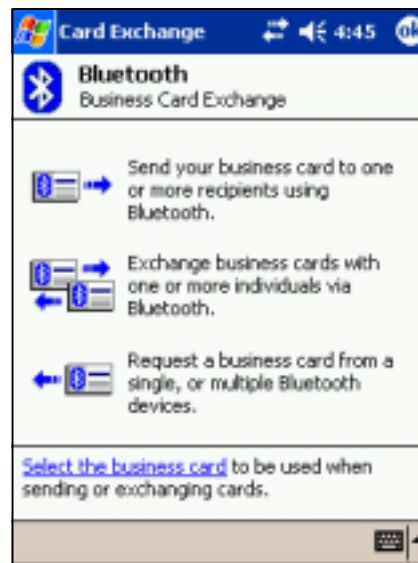 Card Exchange 4:45 ok
Bluetooth
Business Card Exchange
Send your business card to one
or more recipients using
Bluetooth.
Exchange business cards with
one or more individuals via
Bluetooth.
Request a business card from a
single, or multiple Bluetooth
devices.
Select the business card to be used when
sending or exchanging cards.